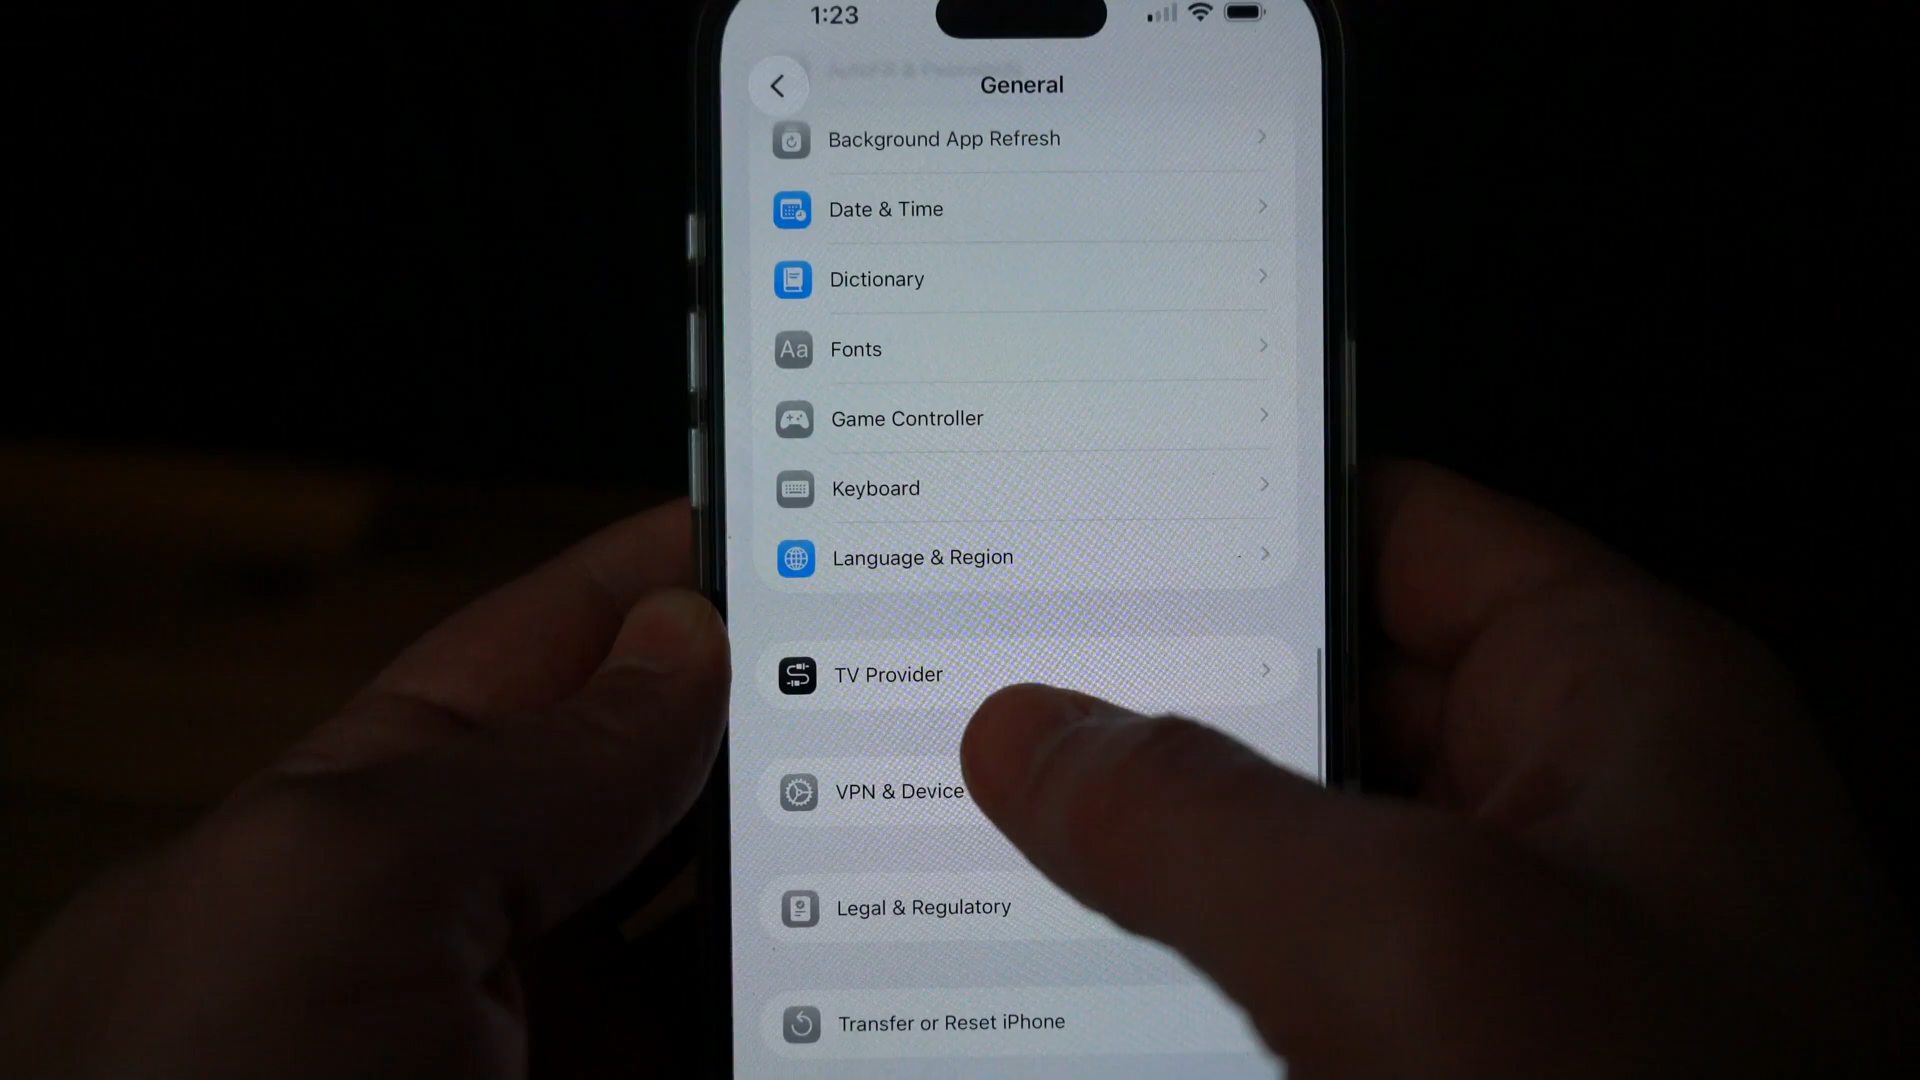 1:23
General
Background App Refresh
Date & Time
Dictionary
Aa Fonts
Game Controller
Keyboard
Language & Region
TV Provider
VPN & Device
Legal & Regulatory
Transfer or Reset iPhone